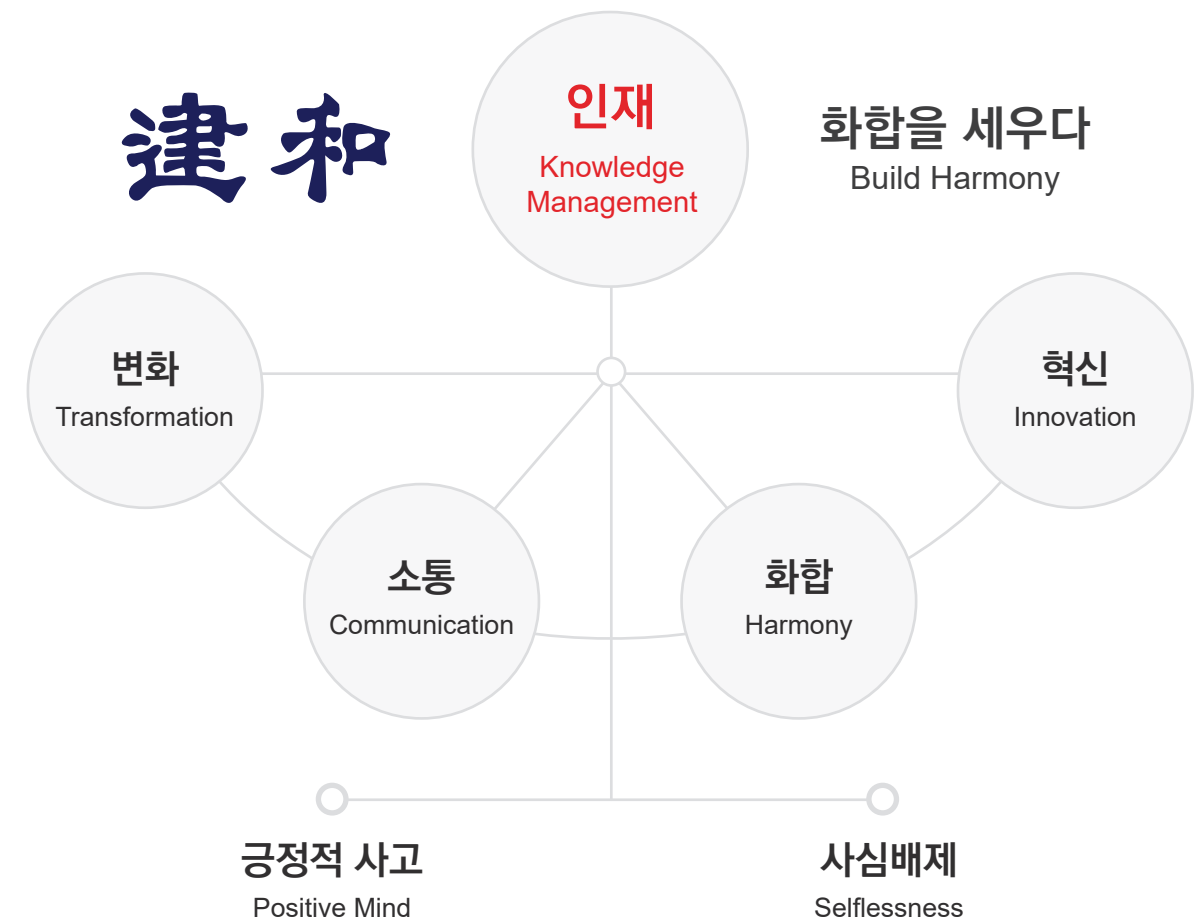 建和
인재
Knowledge
Management
화합을 세우다
Build Harmony
변화
Transformation
혁신
Innovation
소통
Communication
화합
Harmony
긍정적 사고
Positive Mind
사심배제
Selflessness